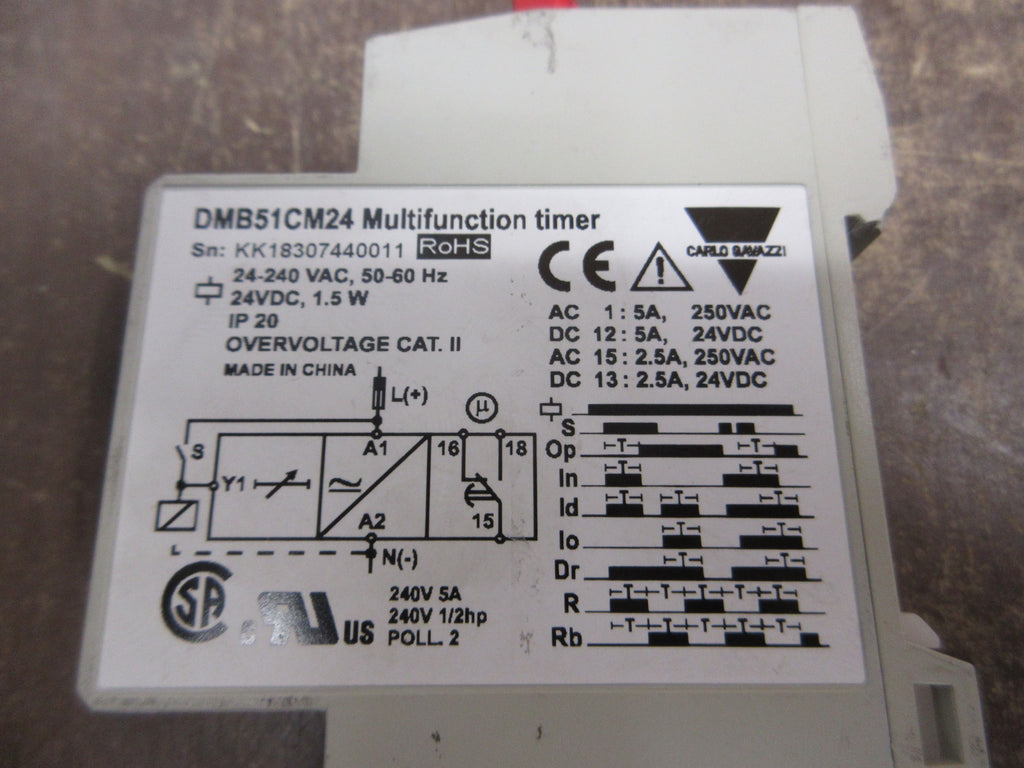 DMB51CM24 Multifunction timer
Sn: KK18307440011 RoHS
24-240 VAC, 50-60 Hz
24VDC, 1.5 W
IP 20
OVERVOLTAGE CAT. II
MADE IN CHINA
CE
CARLO GAVAZZI
AC 1 : 5A, 250VAC
DC 12 : 5A, 24VDC
AC 15 : 2.5A, 250VAC
DC 13 : 2.5A, 24VDC
L(+)
µ
S
A1
16
18
Y1
A2
15
N(-)
SA
US
240V 5A
240V 1/2hp
POLL. 2
S
Op T T
In T T
Id T T T
Io T T
Dr T T
R T T T T T
Rb T T T T T